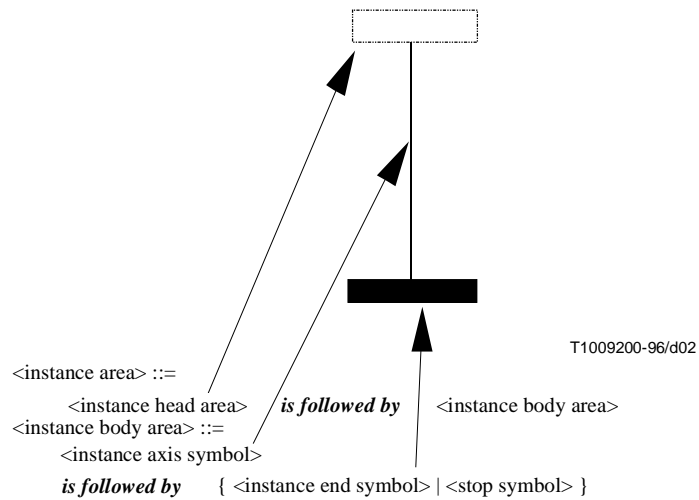 T1009200-96/d02
<instance area> ::=
<instance head area> is followed by <instance body area>
<instance body area> ::=
<instance axis symbol>
is followed by { <instance end symbol> | <stop symbol> }